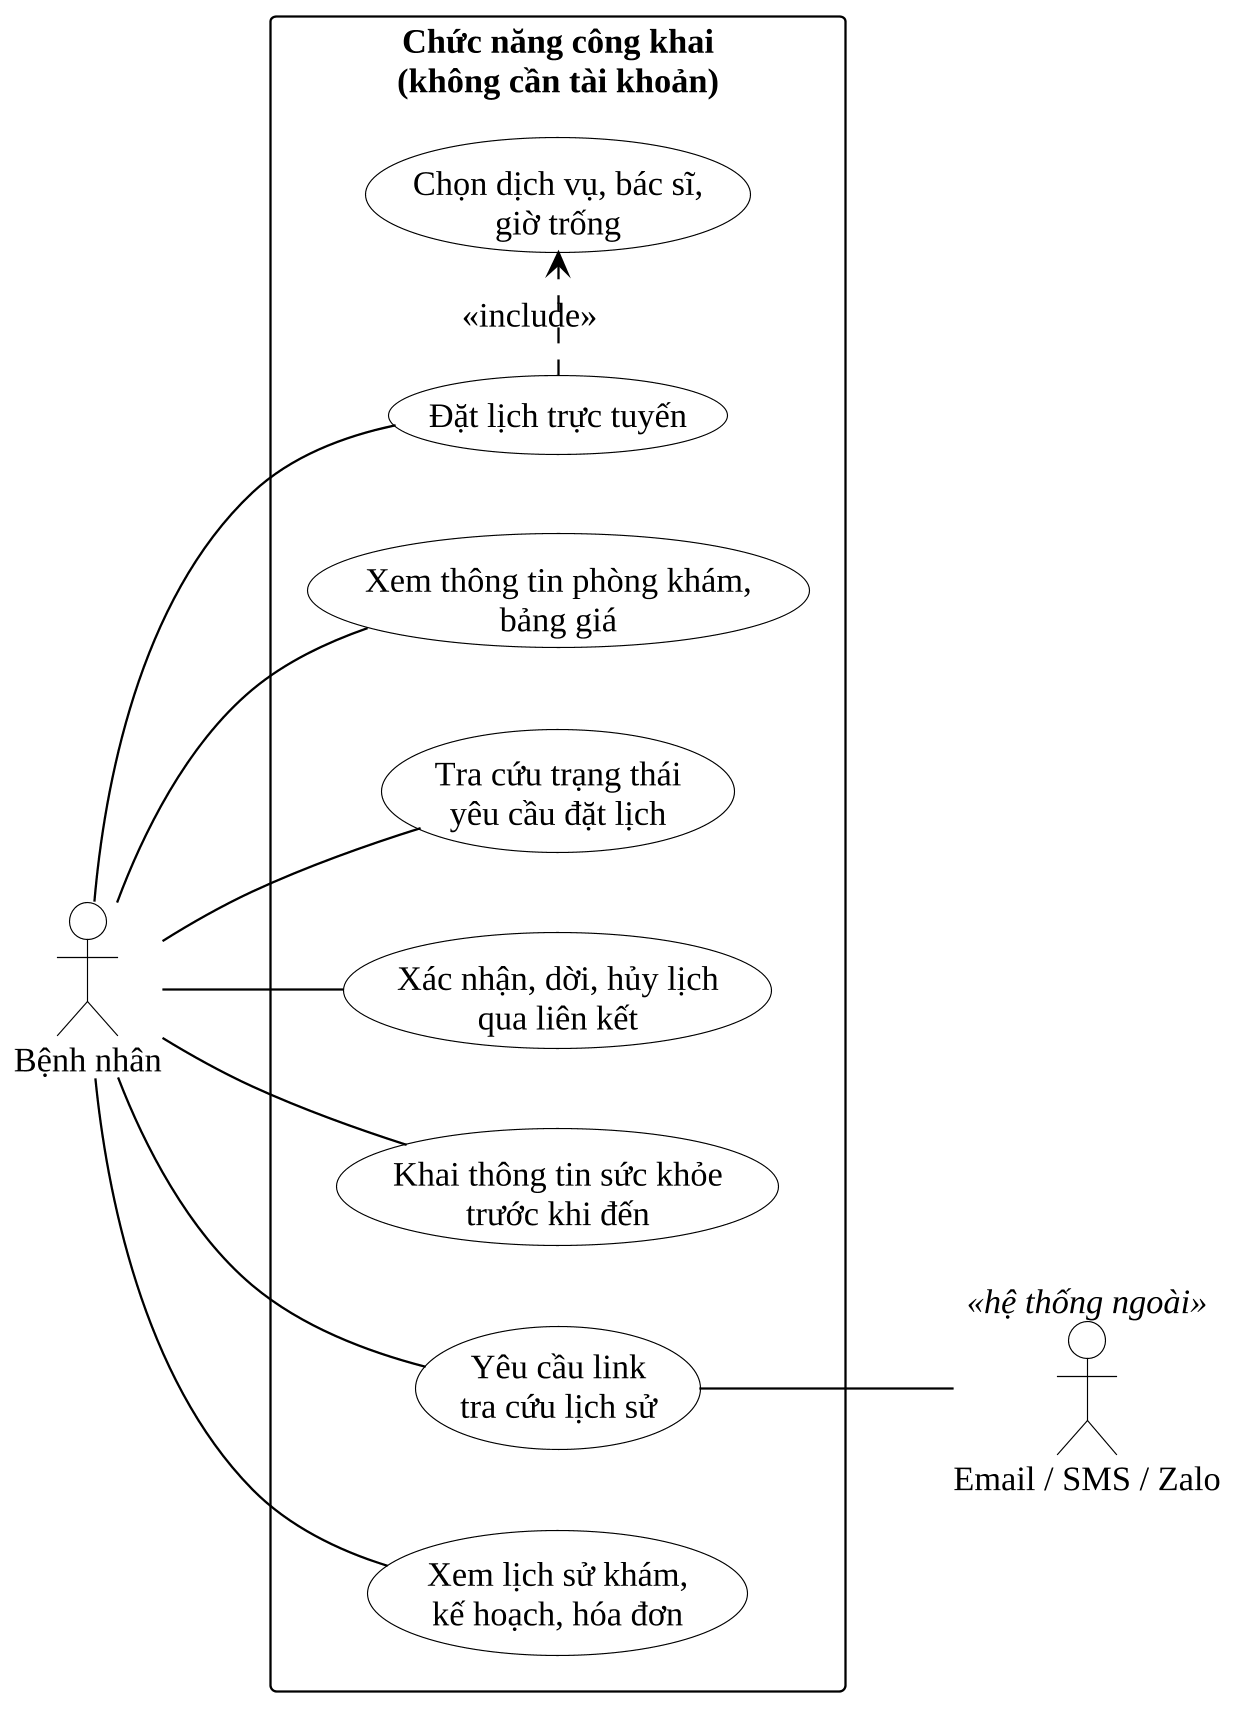 Chức năng công khai
(không cần tài khoản)
Chọn dịch vụ, bác sĩ,
giờ trống
«include»
Đặt lịch trực tuyến
Xem thông tin phòng khám,
bảng giá
Tra cứu trạng thái
yêu cầu đặt lịch
Xác nhận, dời, hủy lịch
qua liên kết
Bệnh nhân
Khai thông tin sức khỏe
trước khi đến
«hệ thống ngoài»
Yêu cầu link
tra cứu lịch sử
Email / SMS / Zalo
Xem lịch sử khám,
kế hoạch, hóa đơn